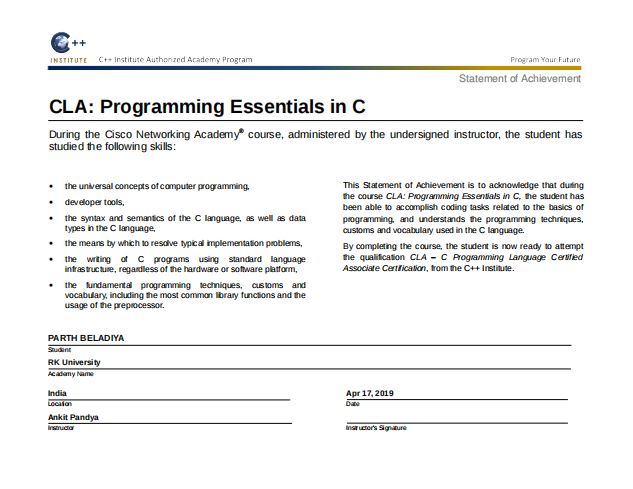 C++
INSTITUTE
C++ Institute Authorized Academy Program
Program Your Future
Statement of Achievement
CLA: Programming Essentials in C
During the Cisco Networking Academy® course, administered by the undersigned instructor, the student has
studied the following skills:
• the universal concepts of computer programming,
• developer tools,
• the syntax and semantics of the C language, as well as data
types in the C language,
• the means by which to resolve typical implementation problems,
• the writing of C programs using standard language
infrastructure, regardless of the hardware or software platform,
• the fundamental programming techniques, customs and
vocabulary, including the most common library functions and the
usage of the preprocessor.
This Statement of Achievement is to acknowledge that during
the course CLA: Programming Essentials in C, the student has
been able to accomplish coding tasks related to the basics of
programming, and understands the programming techniques,
customs and vocabulary used in the C language.
By completing the course, the student is now ready to attempt
the qualification CLA – C Programming Language Certified
Associate Certification, from the C++ Institute.
PARTH BELADIYA
Student
RK University
Academy Name
India
Location
Apr 17, 2019
Date
Ankit Pandya
Instructor
Instructor's Signature